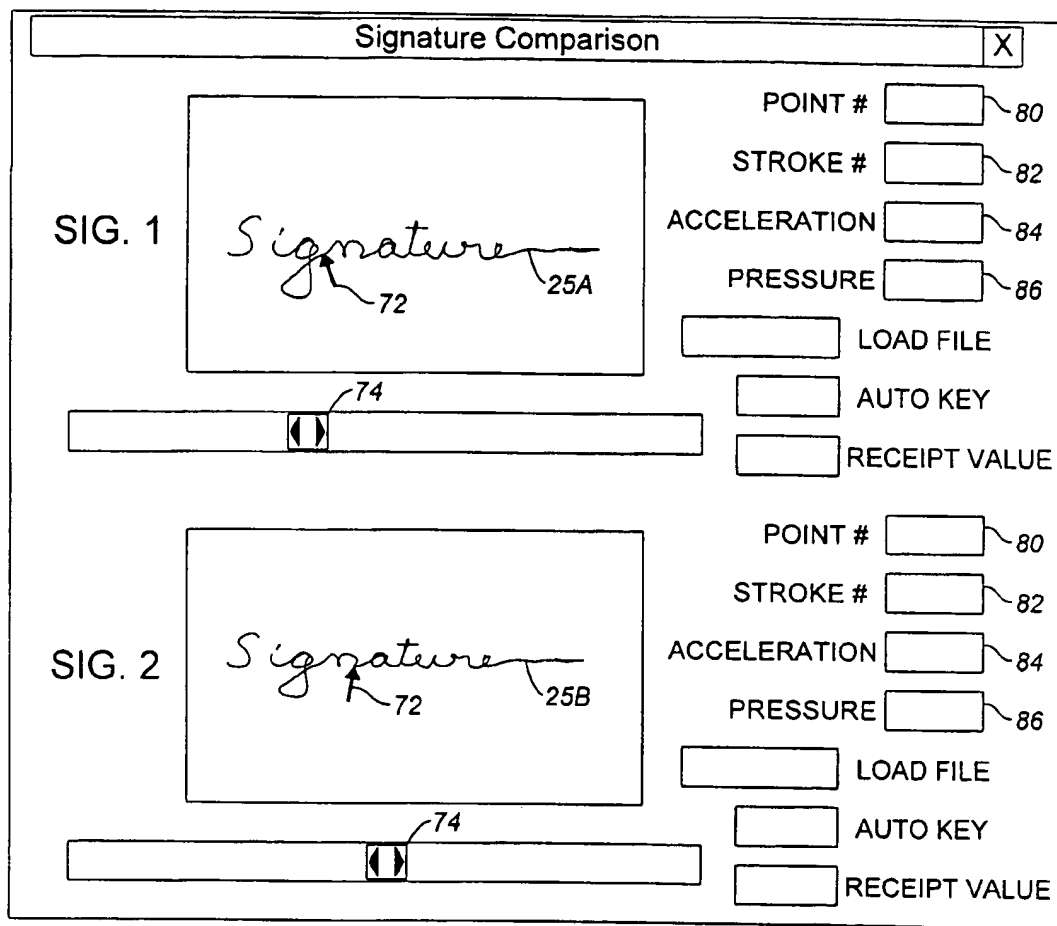 Signature Comparison X
POINT # 80
STROKE # 82
SIG. 1
Signature
ACCELERATION 84
25A
72
PRESSURE 86
LOAD FILE
74
AUTO KEY
RECEIPT VALUE
POINT # 80
STROKE # 82
SIG. 2
Signature
ACCELERATION 84
25B
72
PRESSURE 86
LOAD FILE
74
AUTO KEY
RECEIPT VALUE